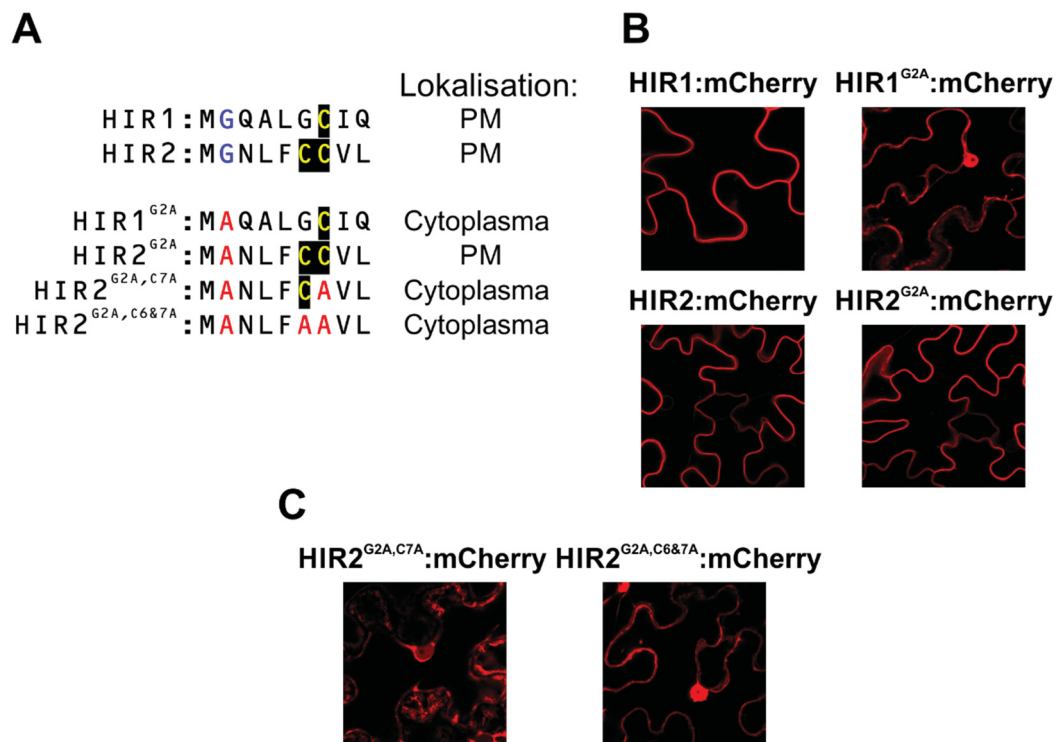 A
Lokalisation:
HIR1:MGQALGCIQ PM
HIR2:MGNLFCCVL PM
HIR1G2A:MAQALGCIQ Cytoplasma
HIR2G2A:MANLFCCVL PM
HIR2G2A,C7A:MANLFCAVL Cytoplasma
HIR2G2A,C6&7A:MANLFAAVL Cytoplasma
B
HIR1:mCherry HIR1G2A:mCherry
HIR2:mCherry HIR2G2A:mCherry
C
HIR2G2A,C7A:mCherry HIR2G2A,C6&7A:mCherry